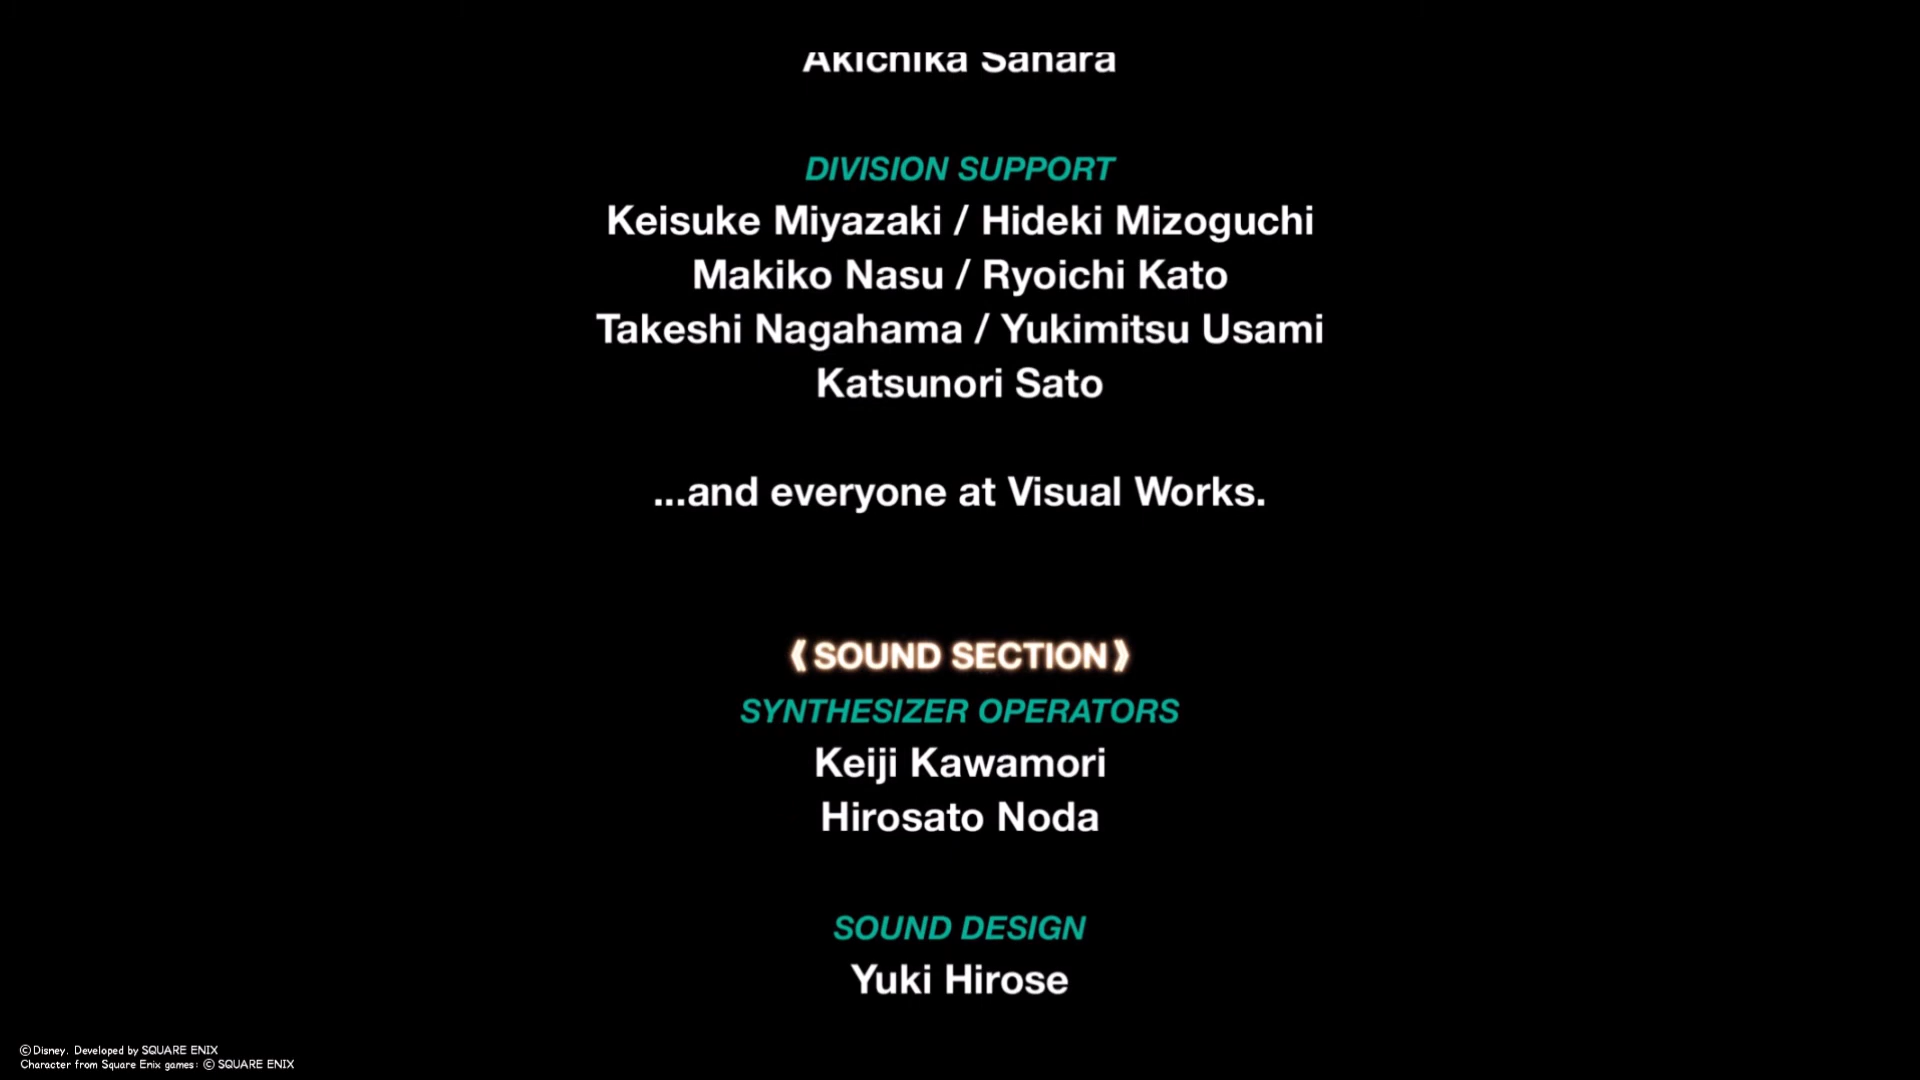 Akichika Sahara
DIVISION SUPPORT
Keisuke Miyazaki / Hideki Mizoguchi
Makiko Nasu / Ryoichi Kato
Takeshi Nagahama / Yukimitsu Usami
Katsunori Sato
...and everyone at Visual Works.
⟪SOUND SECTION⟫
SYNTHESIZER OPERATORS
Keiji Kawamori
Hirosato Noda
SOUND DESIGN
Yuki Hirose
©Disney. Developed by SQUARE ENIX
Character from Square Enix games: © SQUARE ENIX